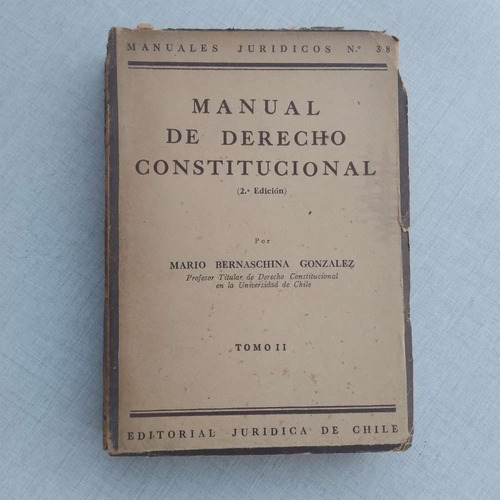 MANUALES JURIDICOS N.º 38
MANUAL
DE DERECHO
CONSTITUCIONAL
(2.ª Edición)
Por
MARIO BERNASCHINA GONZALEZ
Profesor Titular de Derecho Constitucional
en la Universidad de Chile
TOMO II
EDITORIAL JURIDICA DE CHILE